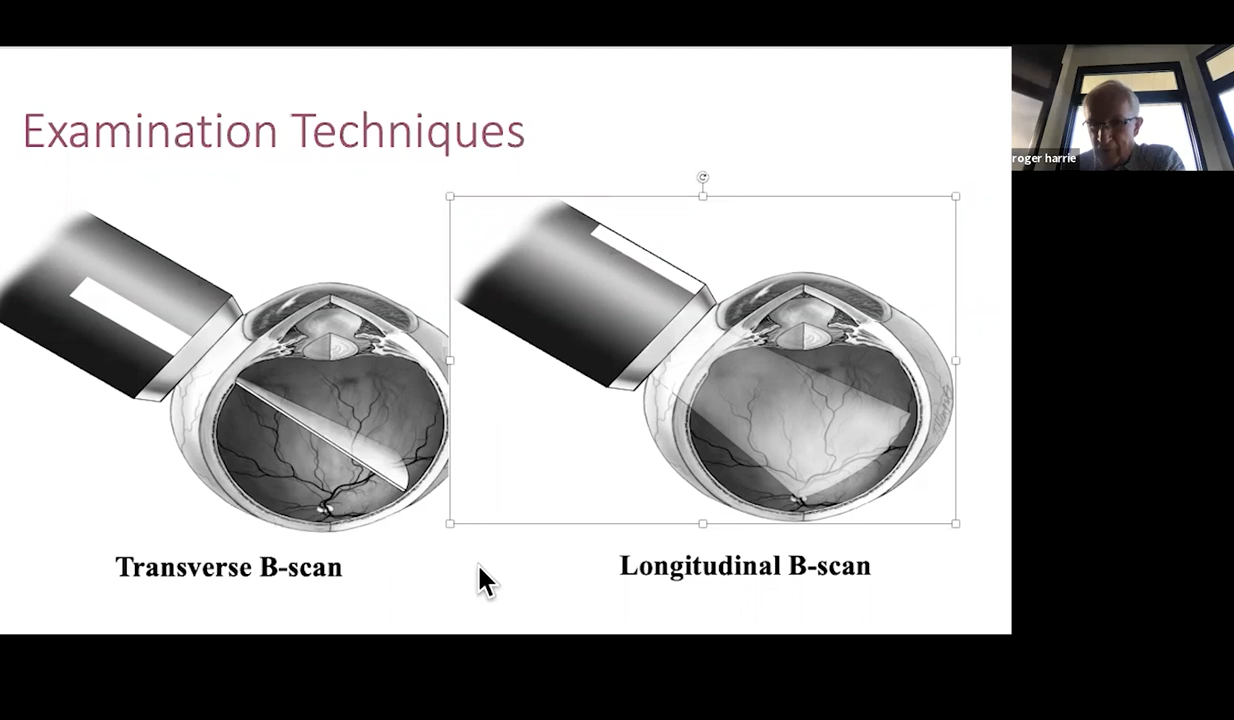 Examination Techniques
roger harrie
Transverse B-scan
Longitudinal B-scan